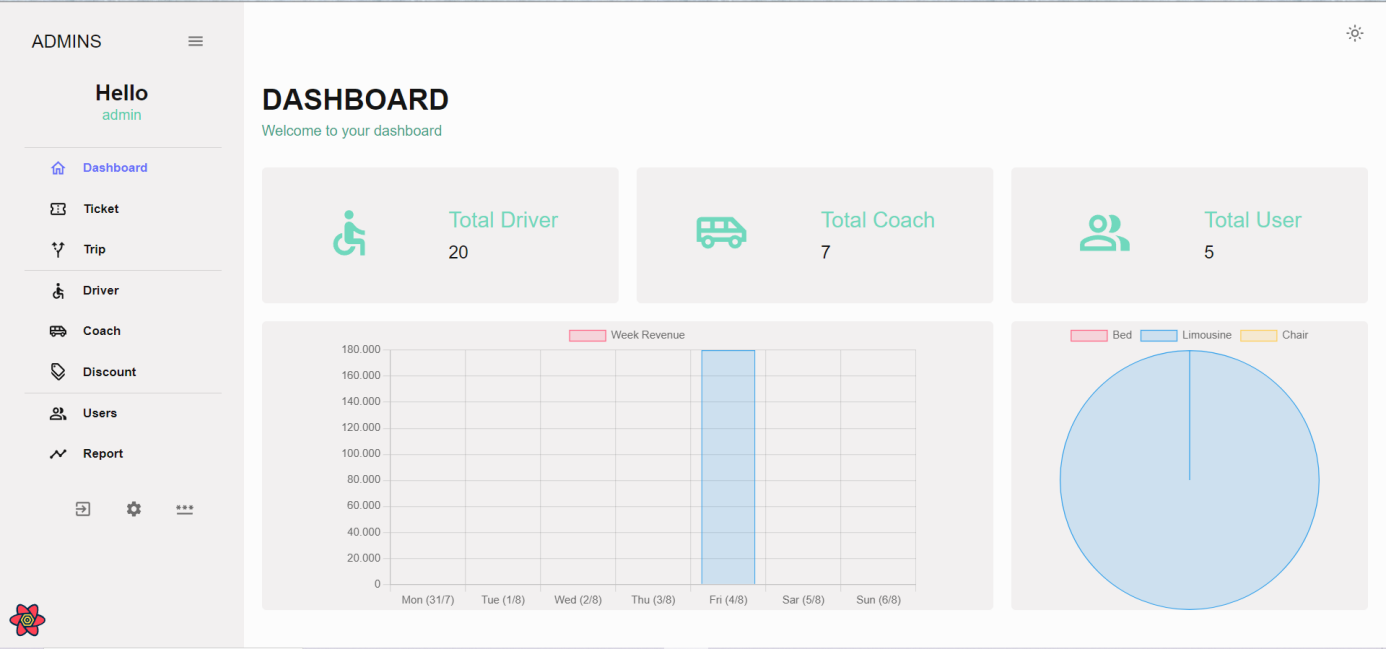 ADMINS
Hello
admin
Dashboard
Ticket
Trip
Driver
Coach
Discount
Users
Report
DASHBOARD
Welcome to your dashboard
Total Driver
20
Total Coach
7
Total User
5
Week Revenue
180.000
160.000
140.000
120.000
100.000
80.000
60.000
40.000
20.000
0
Mon (31/7) Tue (1/8) Wed (2/8) Thu (3/8) Fri (4/8) Sar (5/8) Sun (6/8)
Bed Limousine Chair